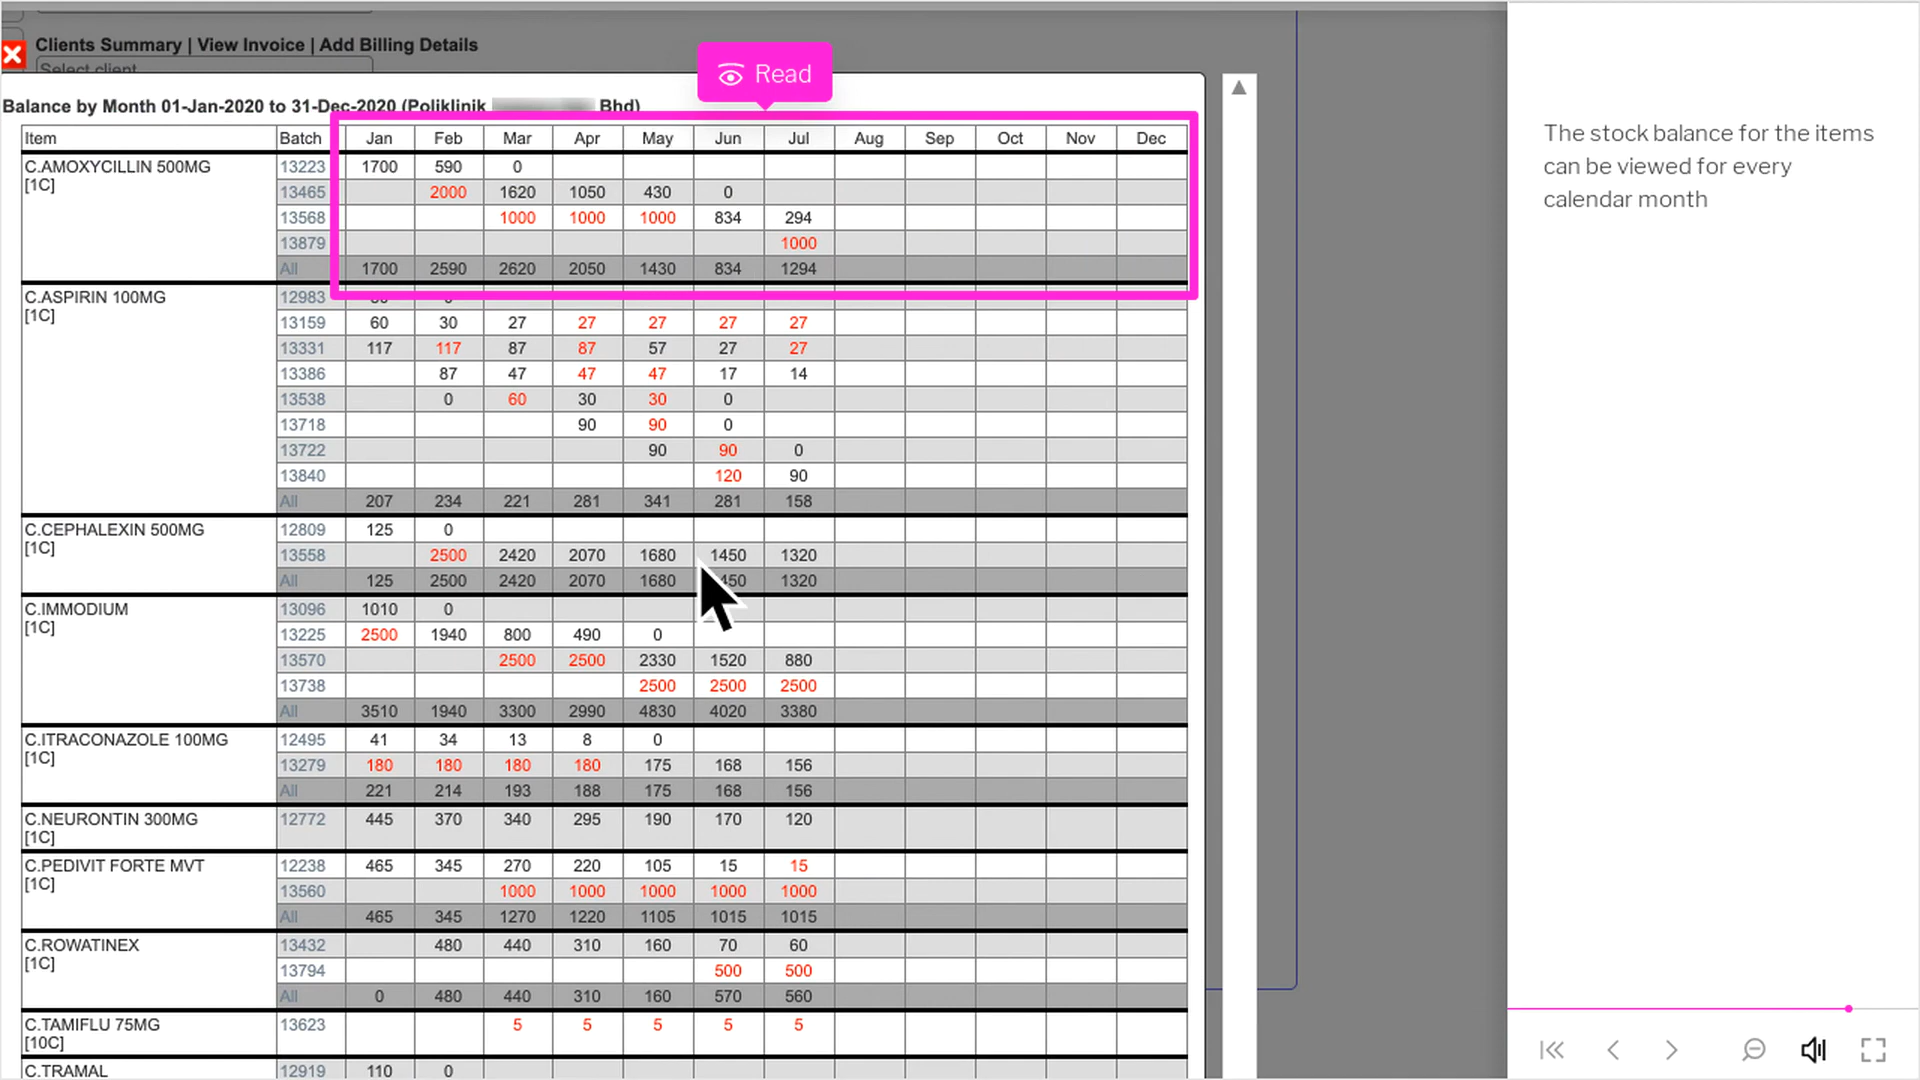 Clients Summary | View Invoice | Add Billing Details
Select client
Read
Balance by Month 01-Jan-2020 to 31-Dec-2020 (Poliklinik Bhd)
Item Batch Jan Feb Mar Apr May Jun Jul Aug Sep Oct Nov Dec
C.AMOXYCILLIN 500MG 13223 1700 590 0
[1C] 13465 2000 1620 1050 430 0
13568 1000 1000 1000 834 294
13879 1000
All 1700 2590 2620 2050 1430 834 1294
C.ASPIRIN 100MG 12983
[1C] 13159 60 30 27 27 27 27 27
13331 117 117 87 87 57 27 27
13386 87 47 47 47 17 14
13538 0 60 30 30 0
13718 90 90 0
13722 90 90 0
13840 120 90
All 207 234 221 281 341 281 158
C.CEPHALEXIN 500MG 12809 125 0
[1C] 13558 2500 2420 2070 1680 1450 1320
All 125 2500 2420 2070 1680 450 1320
C.IMMODIUM 13096 1010 0
[1C] 13225 2500 1940 800 490 0
13570 2500 2500 2330 1520 880
13738 2500 2500 2500
All 3510 1940 3300 2990 4830 4020 3380
C.ITRACONAZOLE 100MG 12495 41 34 13 8 0
[1C] 13279 180 180 180 180 175 168 156
All 221 214 193 188 175 168 156
C.NEURONTIN 300MG 12772 445 370 340 295 190 170 120
[1C]
C.PEDIVIT FORTE MVT 12238 465 345 270 220 105 15 15
[1C] 13560 1000 1000 1000 1000 1000
All 465 345 1270 1220 1105 1015 1015
C.ROWATINEX 13432 480 440 310 160 70 60
[1C] 13794 500 500
All 0 480 440 310 160 570 560
C.TAMIFLU 75MG 13623 5 5 5 5 5
[10C]
C.TRAMAL 12919 110 0
The stock balance for the items
can be viewed for every
calendar month